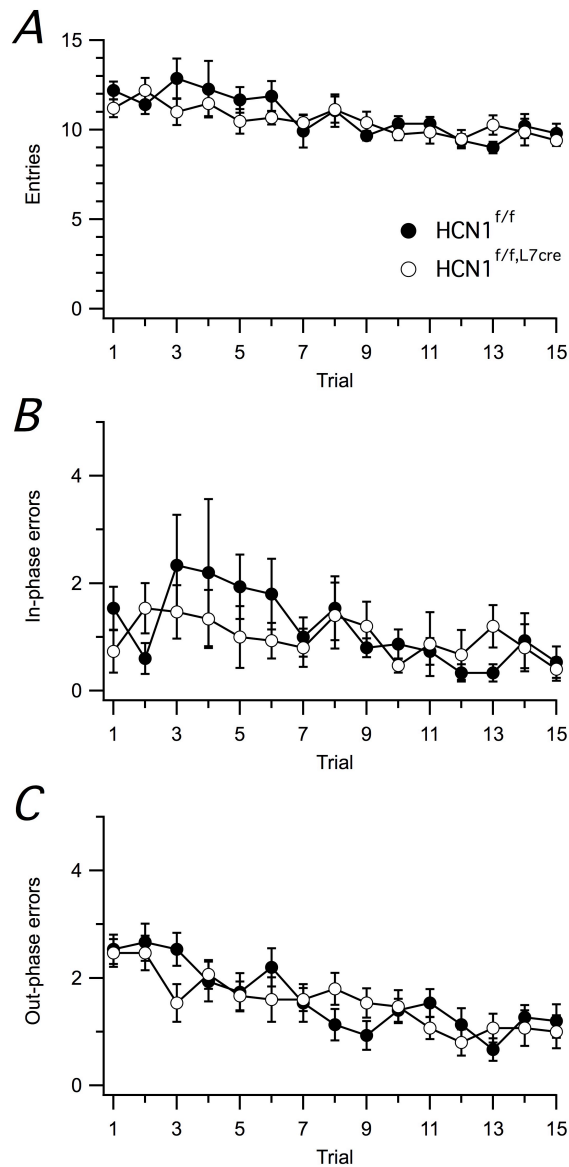 A
15
10
5
0
Entries
HCN1 f/f
HCN1 f/f,L7cre
1 3 5 7 9 11 13 15
Trial
B
4
2
0
In-phase errors
1 3 5 7 9 11 13 15
Trial
C
4
2
0
Out-phase errors
1 3 5 7 9 11 13 15
Trial